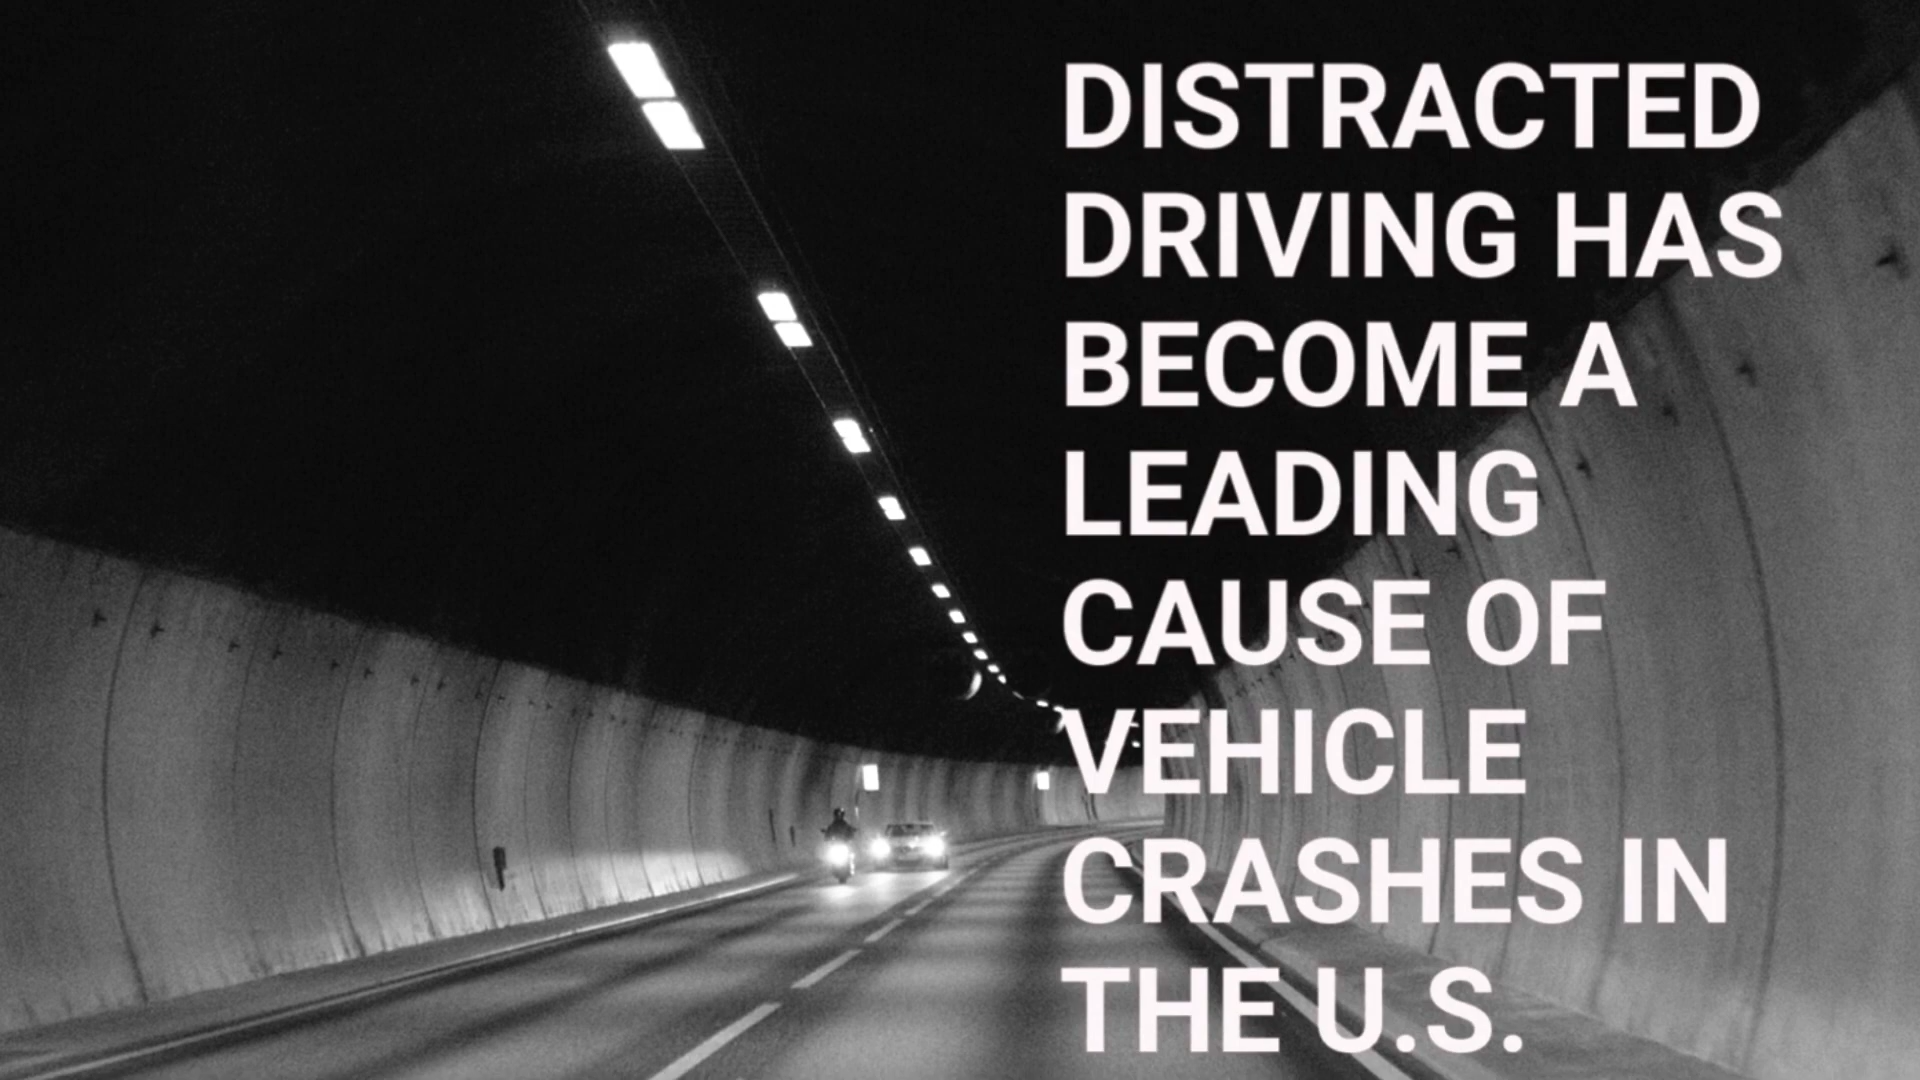 DISTRACTED
DRIVING HAS
BECOME A
LEADING
CAUSE OF
VEHICLE
CRASHES IN
THE U.S.